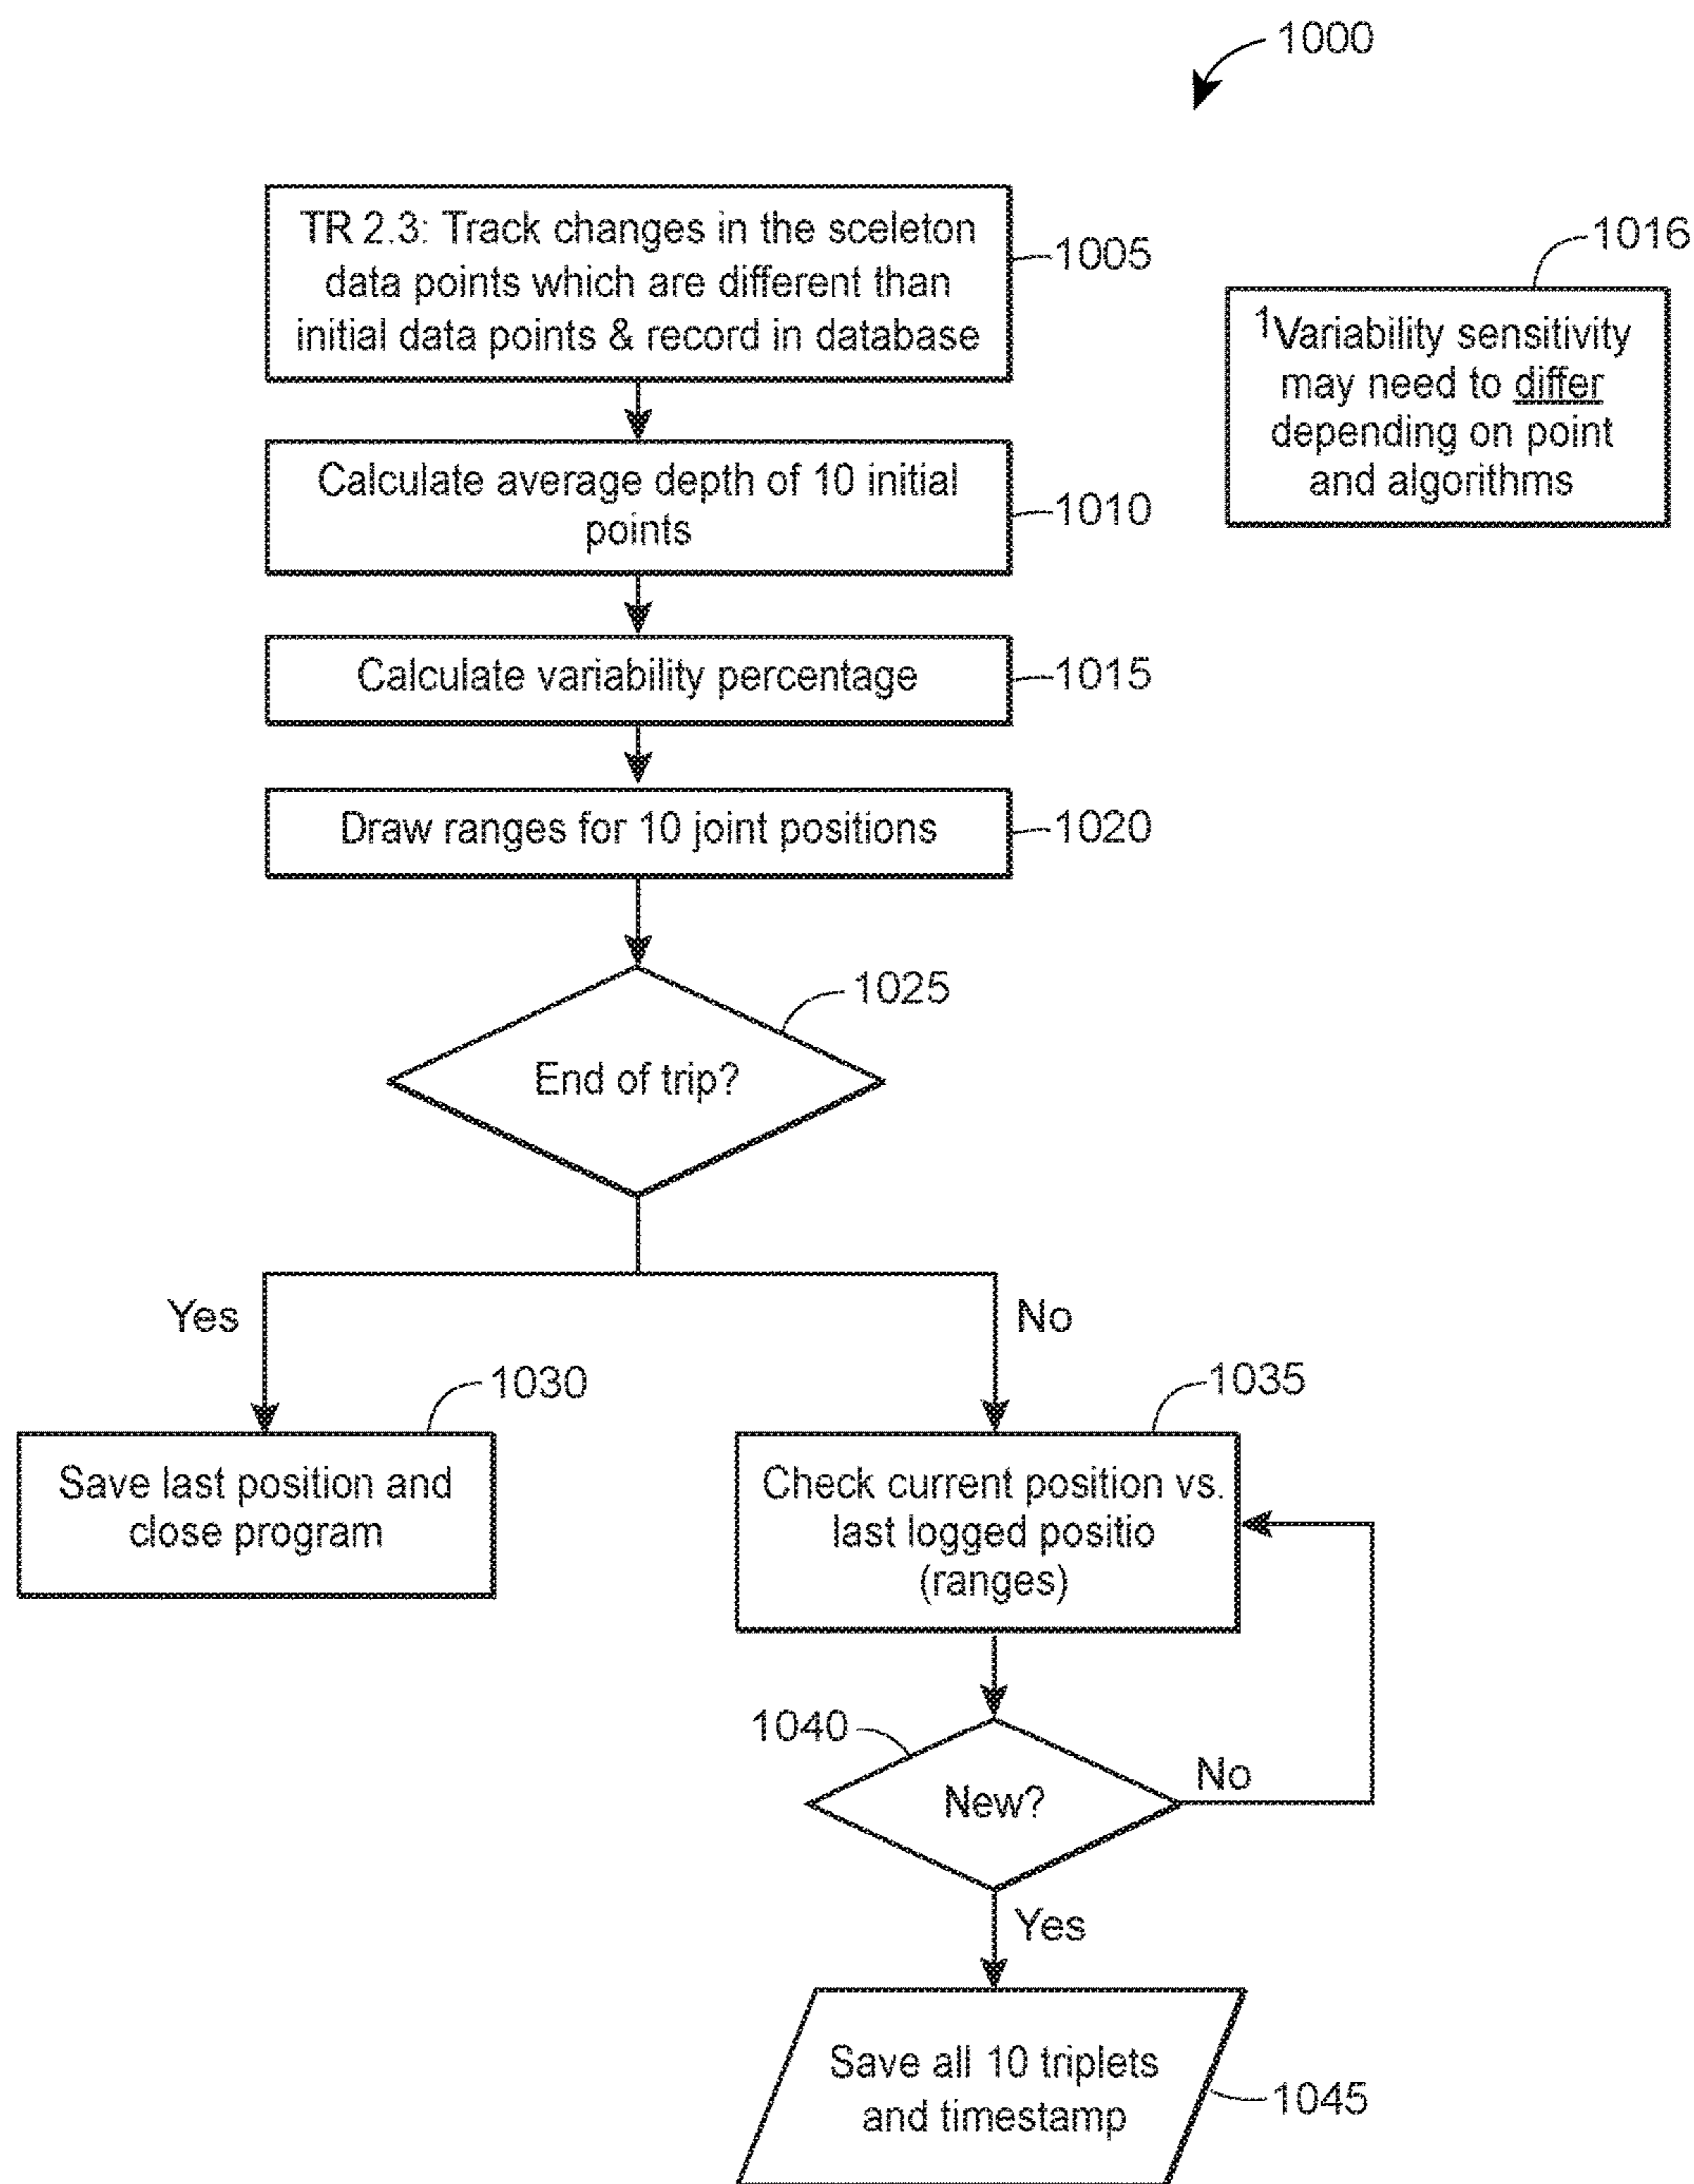 1000
TR 2.3: Track changes in the sceleton
data points which are different than
initial data points & record in database
1005
1016
1Variability sensitivity
may need to differ
depending on point
and algorithms
Calculate average depth of 10 initial
points
1010
Calculate variability percentage
1015
Draw ranges for 10 joint positions
1020
1025
End of trip?
Yes
No
1030
1035
Save last position and
close program
Check current position vs.
last logged positio
(ranges)
1040
New?
No
Yes
Save all 10 triplets
and timestamp
1045